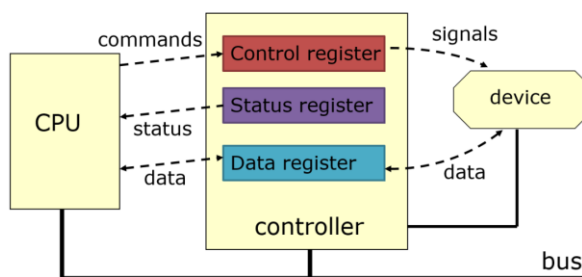 commands
Control register
signals
CPU
Status register
status
device
Data register
data
data
controller
bus